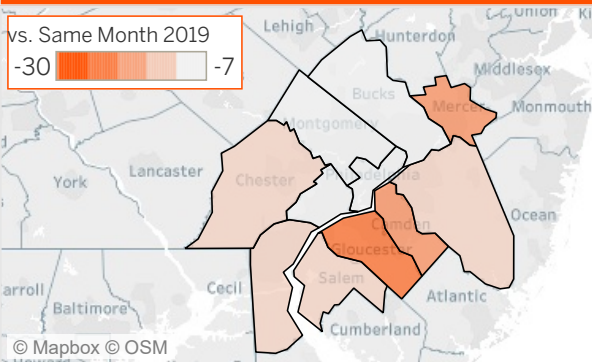 vs. Same Month 2019
-30
-7
Lehigh
Hunterdon
Union
Middlesex
Bucks
Mercer
Monmouth
Montgomery
Philadelphia
Lancaster
York
Chester
Ocean
Camden
Gloucester
Salem
Cecil
Atlantic
arroll
Baltimore
Cumberland
© Mapbox © OSM